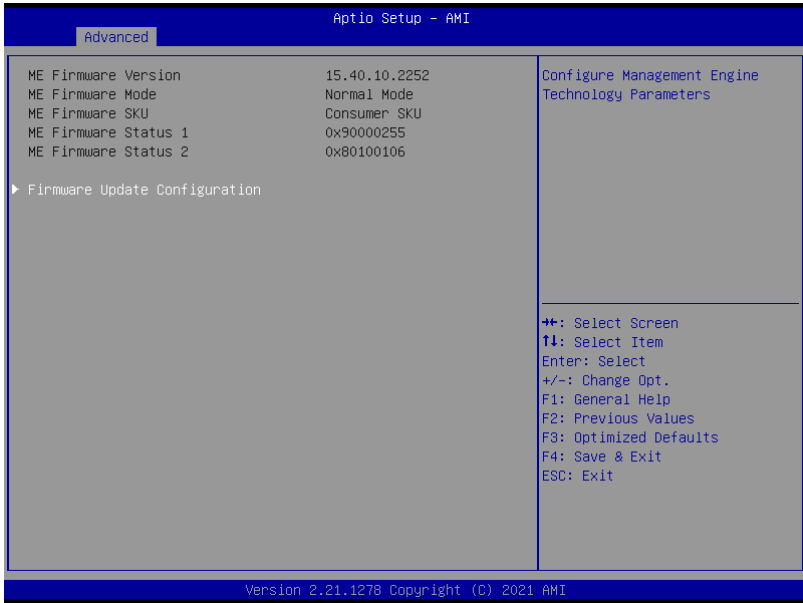 Aptio Setup – AMI
Advanced
ME Firmware Version 15.40.10.2252
ME Firmware Mode Normal Mode
ME Firmware SKU Consumer SKU
ME Firmware Status 1 0x90000255
ME Firmware Status 2 0x80100106
Firmware Update Configuration
Configure Management Engine
Technology Parameters
→←: Select Screen
↑↓: Select Item
Enter: Select
+/-: Change Opt.
F1: General Help
F2: Previous Values
F3: Optimized Defaults
F4: Save & Exit
ESC: Exit
Version 2.21.1278 Copyright (C) 2021 AMI